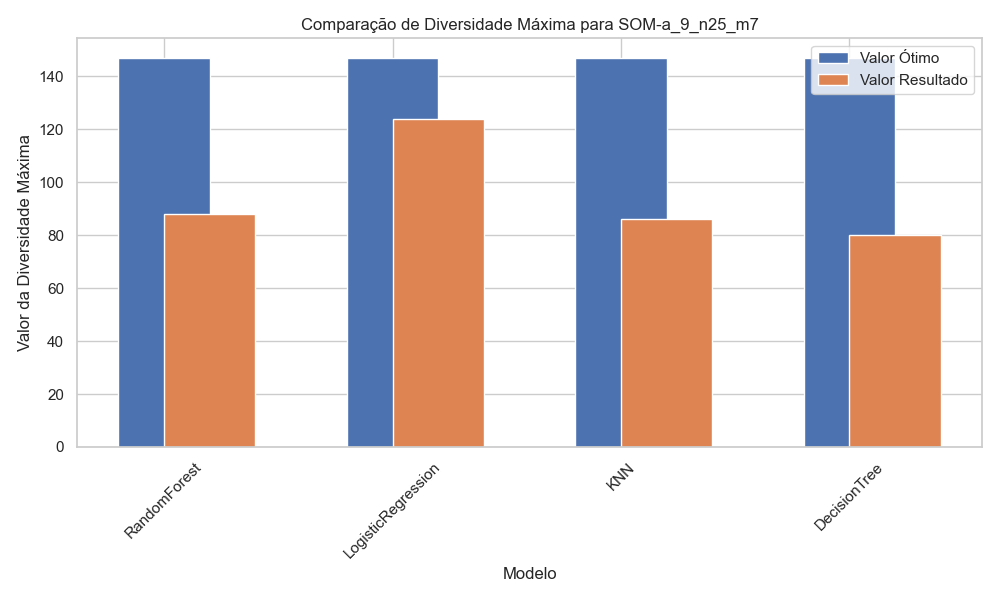 Comparação de Diversidade Máxima para SOM-a_9_n25_m7
Valor Ótimo
Valor Resultado
Valor da Diversidade Máxima
140
120
100
80
60
40
20
0
RandomForest
LogisticRegression
KNN
DecisionTree
Modelo